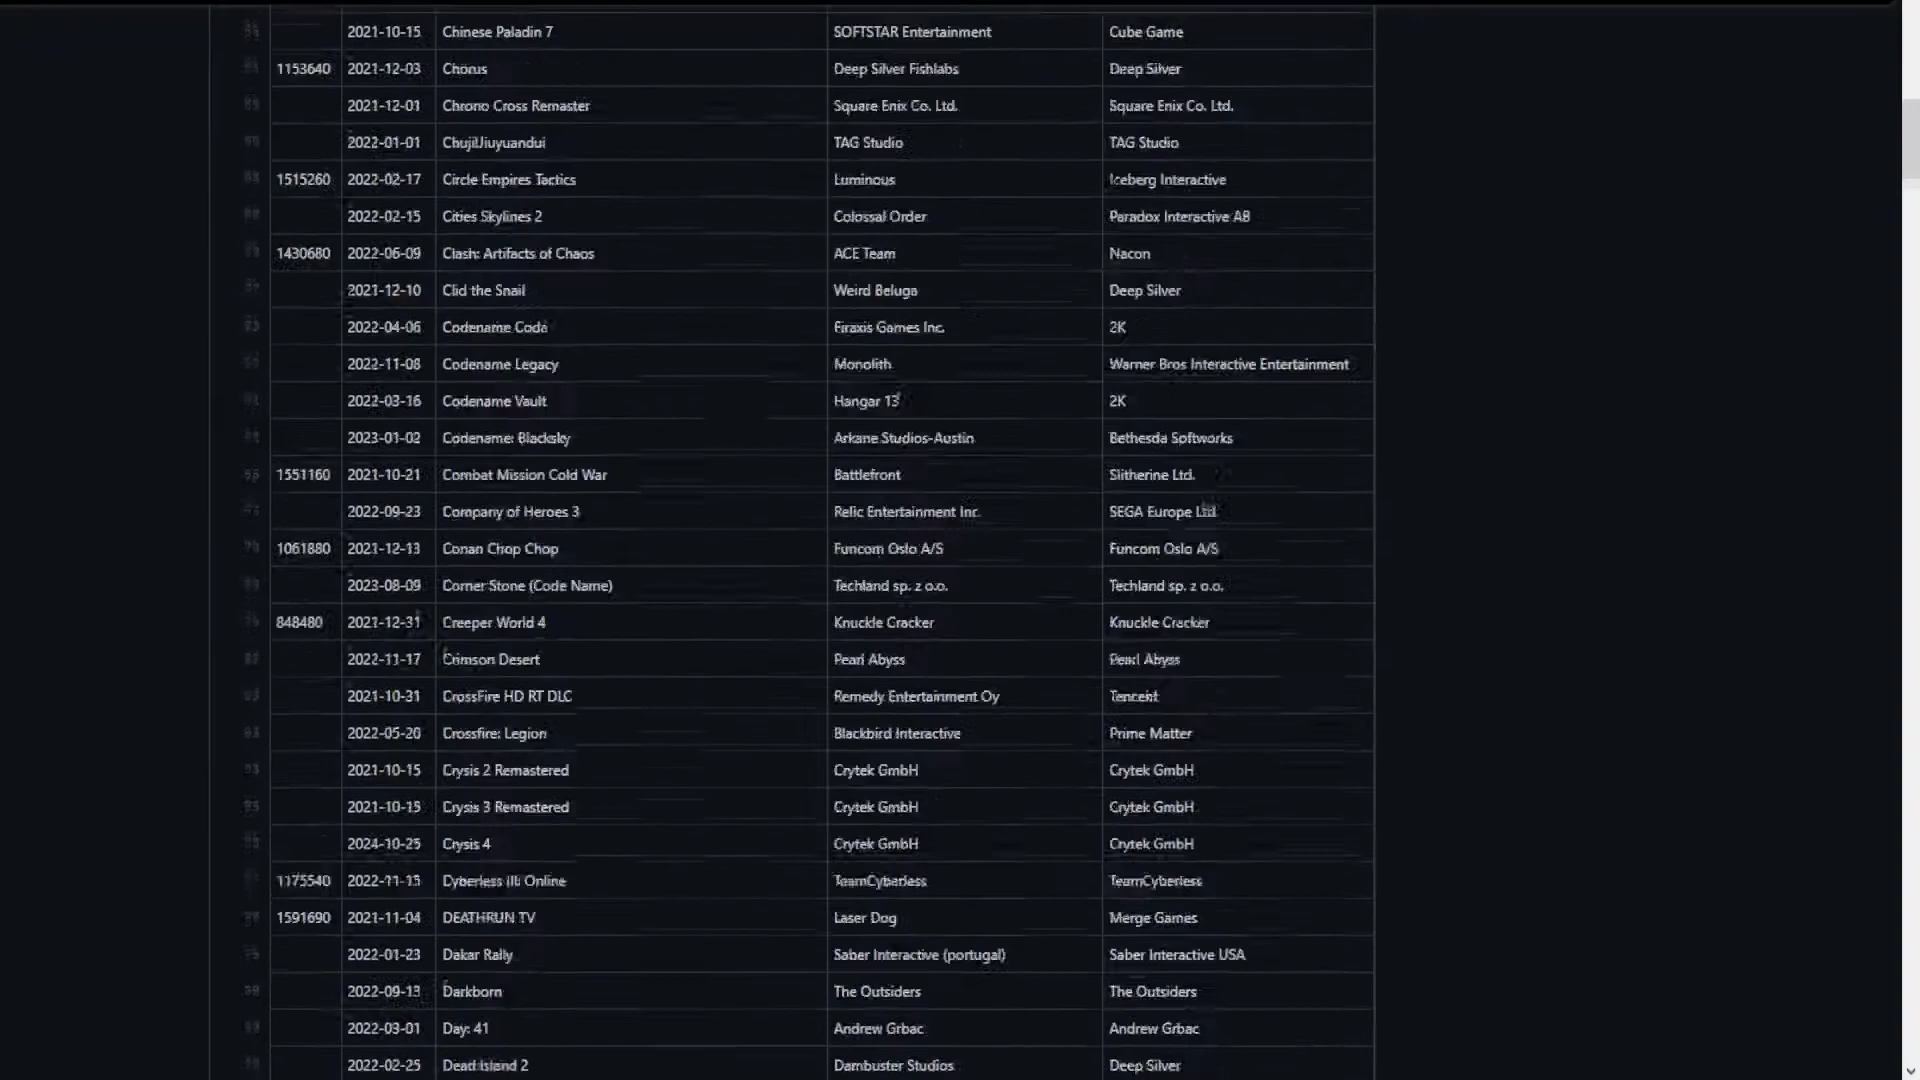 2021-10-15 Chinese Paladin 7 SOFTSTAR Entertainment Cube Game
1153640 2021-12-03 Chorus Deep Silver Fishlabs Deep Silver
2021-12-01 Chrono Cross Remaster Square Enix Co. Ltd. Square Enix Co. Ltd.
2022-01-01 ChujiJiuyuandui TAG Studio TAG Studio
1515260 2022-02-17 Circle Empires Tactics Luminous Iceberg Interactive
2022-02-15 Cities Skylines 2 Colossal Order Paradox Interactive AB
1430680 2022-06-09 Clash: Artifacts of Chaos ACE Team Nacon
2021-12-10 Clid the Snail Weird Beluga Deep Silver
2022-04-06 Codename Coda Firaxis Games Inc. 2K
2022-11-08 Codename Legacy Monolith Warner Bros Interactive Entertainment
2022-03-16 Codename Vault Hangar 13 2K
2023-01-02 Codename: Blacksky Arkane Studios-Austin Bethesda Softworks
1551160 2021-10-21 Combat Mission Cold War Battlefront Slitherine Ltd.
2022-09-23 Company of Heroes 3 Relic Entertainment Inc. SEGA Europe Ltd.
1061880 2021-12-13 Conan Chop Chop Funcom Oslo A/S Funcom Oslo A/S
2023-08-09 Corner Stone (Code Name) Techland sp. z o.o. Techland sp. z o.o.
848480 2021-12-31 Creeper World 4 Knuckle Cracker Knuckle Cracker
2022-11-17 Crimson Desert Pearl Abyss Pearl Abyss
2021-10-31 CrossFire HD RT DLC Remedy Entertainment Oy Tencent
2022-05-20 Crossfire: Legion Blackbird Interactive Prime Matter
2021-10-15 Crysis 2 Remastered Crytek GmbH Crytek GmbH
2021-10-15 Crysis 3 Remastered Crytek GmbH Crytek GmbH
2024-10-25 Crysis 4 Crytek GmbH Crytek GmbH
1175540 2022-11-13 Cyberless III: Online TeamCyberless TeamCyberless
1591690 2021-11-04 DEATHRUN TV Laser Dog Merge Games
2022-01-23 Dakar Rally Saber Interactive (portugal) Saber Interactive USA
2022-09-13 Darkborn The Outsiders The Outsiders
2022-03-01 Day: 41 Andrew Grbac Andrew Grbac
2022-02-25 Dead Island 2 Dambuster Studios Deep Silver